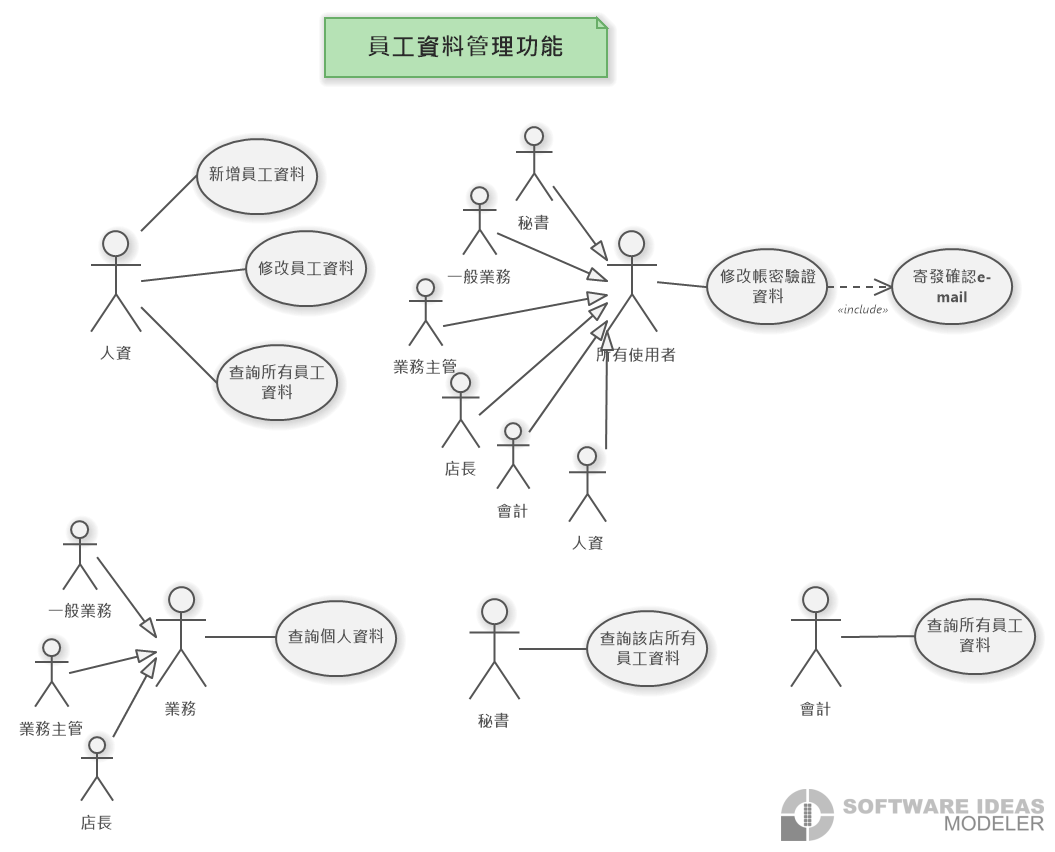 員工資料管理功能
新增員工資料
修改員工資料
查詢所有員工
資料
人資
秘書
一般業務
業務主管
店長
會計
人資
所有使用者
修改帳密驗證
資料
«include»
寄發確認e-
mail
一般業務
業務主管
店長
業務
查詢個人資料
秘書
查詢該店所有
員工資料
會計
查詢所有員工
資料
SOFTWARE IDEAS
MODELER